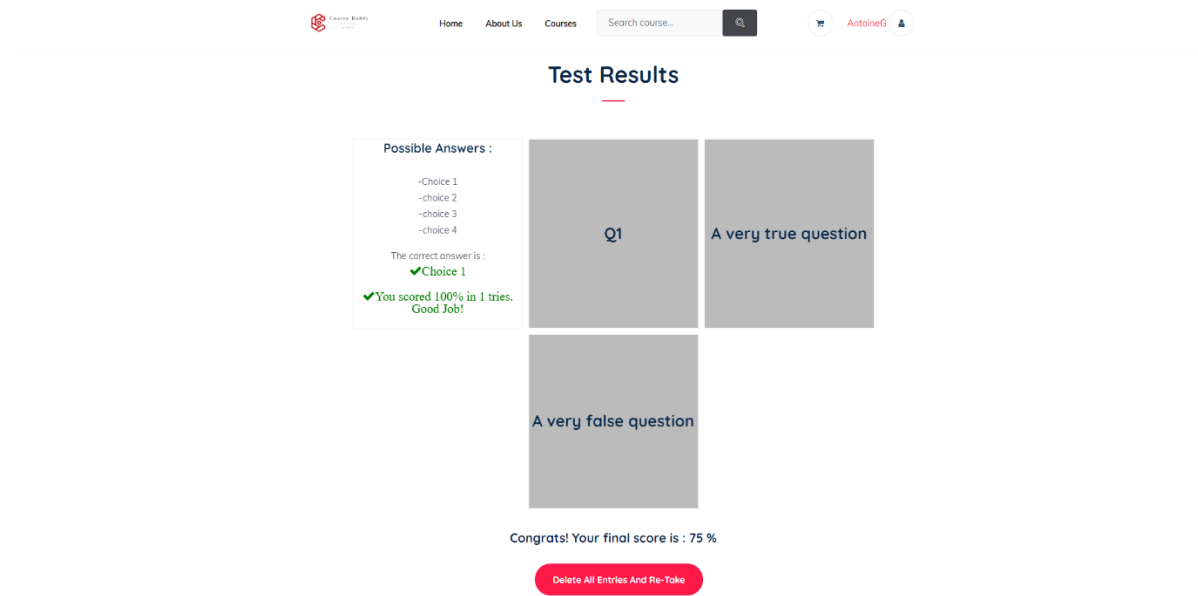 Course Buddy
Home
About Us
Courses
Search course...
AntoineG
Test Results
Possible Answers :
-Choice 1
-choice 2
-choice 3
-choice 4
The correct answer is :
Choice 1
You scored 100% in 1 tries.
Good Job!
Q1
A very true question
A very false question
Congrats! Your final score is : 75 %
Delete All Entries And Re-Take